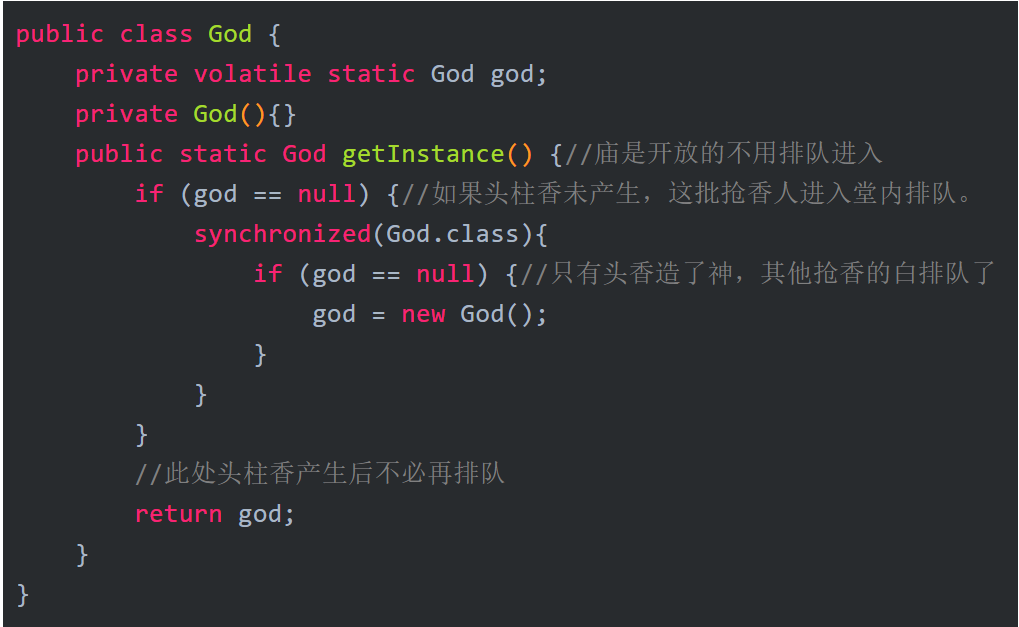 public class God {
    private volatile static God god;
    private God(){}
    public static God getInstance() {//庙是开放的不用排队进入
        if (god == null) {//如果头柱香未产生，这批抢香人进入堂内排队。
            synchronized(God.class){
                if (god == null) {//只有头香造了神，其他抢香的白排队了
                    god = new God();
                }
            }
        }
        //此处头柱香产生后不必再排队
        return god;
    }
}